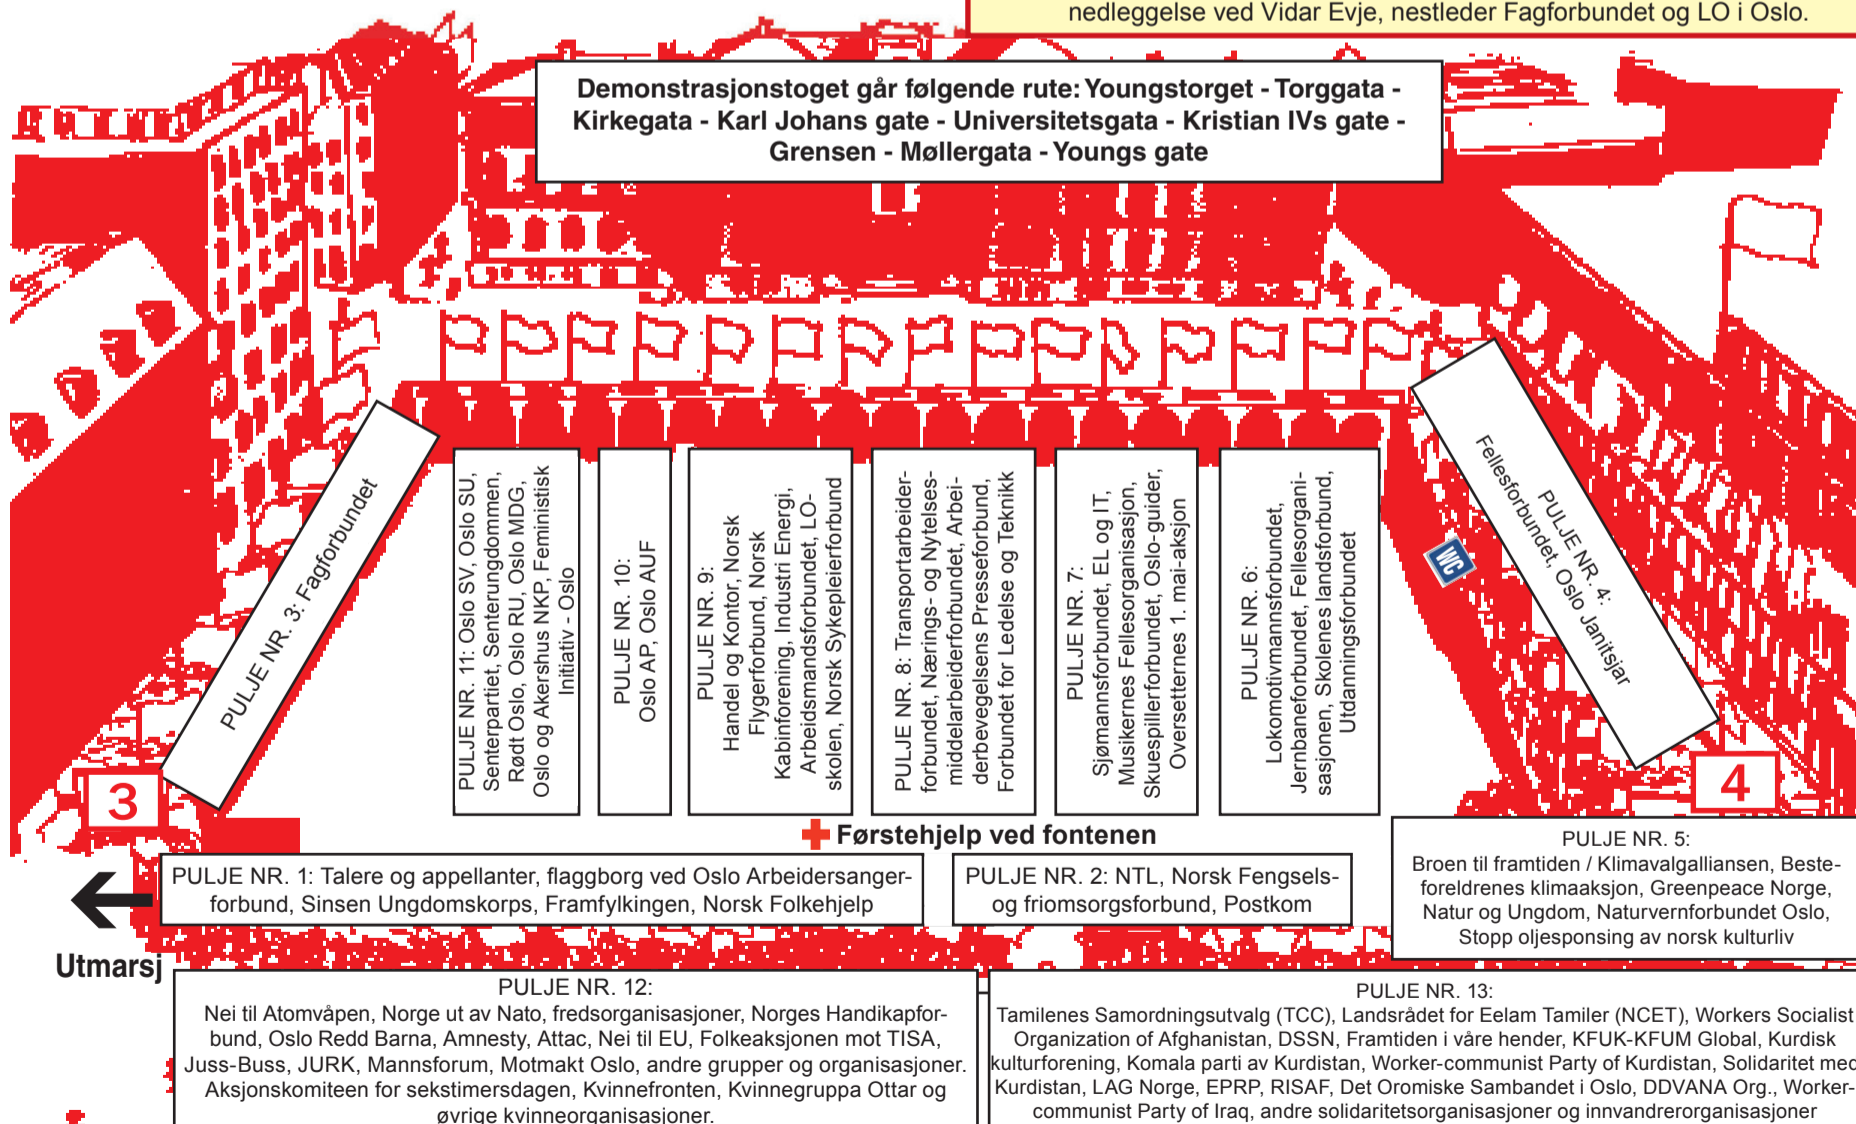 nedleggelse ved Vidar Evje, nestleder Fagforbundet og LO i Oslo.
Demonstrasjonstoget går følgende rute: Youngstorget - Torggata -
Kirkegata - Karl Johans gate - Universitetsgata - Kristian IVs gate -
Grensen - Møllergata - Youngs gate
PULJE NR. 3: Fagforbundet
PULJE NR. 11: Oslo SV, Oslo SU,
Senterpartiet, Senterungdommen,
Rødt Oslo, Oslo RU, Oslo MDG,
Oslo og Akershus NKP, Feministisk
Initiativ - Oslo
PULJE NR. 10:
Oslo AP, Oslo AUF
PULJE NR. 9:
Handel og Kontor, Norsk
Flygerforbund, Norsk
Kabinforening, Industri Energi,
Arbeidsmandsforbundet, LO-
skolen, Norsk Sykepleierforbund
PULJE NR. 8: Transportarbeider-
forbundet, Nærings- og Nytelses-
middelarbeiderforbundet, Arbei-
derbevegelsens Presseforbund,
Forbundet for Ledelse og Teknikk
PULJE NR. 7:
Sjømannsforbundet, EL og IT,
Musikernes Fellesorganisasjon,
Skuespillerforbundet, Oslo-guider,
Oversetternes 1. mai-aksjon
PULJE NR. 6:
Lokomotivmannsforbundet,
Jernbaneforbundet, Fellesorgani-
sasjonen, Skolenes landsforbund,
Utdanningsforbundet
WC
PULJE NR. 4:
Fellesforbundet, Oslo Janitsjar
3
4
Førstehjelp ved fontenen
PULJE NR. 1: Talere og appellanter, flaggborg ved Oslo Arbeidersanger-
forbund, Sinsen Ungdomskorps, Framfylkingen, Norsk Folkehjelp
PULJE NR. 2: NTL, Norsk Fengsels-
og friomsorgsforbund, Postkom
PULJE NR. 5:
Broen til framtiden / Klimavalgalliansen, Beste-
foreldrenes klimaaksjon, Greenpeace Norge,
Natur og Ungdom, Naturvernforbundet Oslo,
Stopp oljesponsing av norsk kulturliv
Utmarsj
PULJE NR. 12:
Nei til Atomvåpen, Norge ut av Nato, fredsorganisasjoner, Norges Handikapfor-
bund, Oslo Redd Barna, Amnesty, Attac, Nei til EU, Folkeaksjonen mot TISA,
Juss-Buss, JURK, Mannsforum, Motmakt Oslo, andre grupper og organisasjoner.
Aksjonskomiteen for sekstimersdagen, Kvinnefronten, Kvinnegruppa Ottar og
øvrige kvinneorganisasjoner.
PULJE NR. 13:
Tamilenes Samordningsutvalg (TCC), Landsrådet for Eelam Tamiler (NCET), Workers Socialist
Organization of Afghanistan, DSSN, Framtiden i våre hender, KFUK-KFUM Global, Kurdisk
kulturforening, Komala parti av Kurdistan, Worker-communist Party of Kurdistan, Solidaritet med
Kurdistan, LAG Norge, EPRP, RISAF, Det Oromiske Sambandet i Oslo, DDVANA Org., Worker-
communist Party of Iraq, andre solidaritetsorganisasjoner og innvandrerorganisasjoner